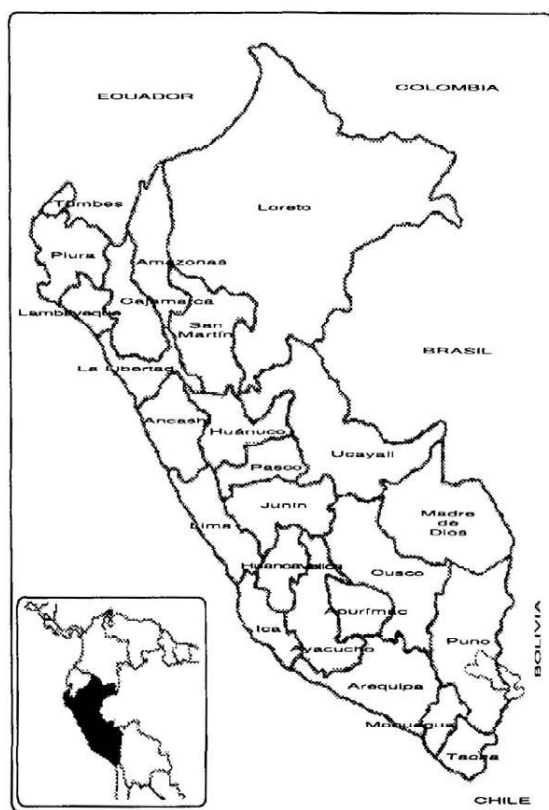 ECUADOR
COLOMBIA
Tumbes
Loreto
Piura
Amazonas
Cajamarca
Lambayeque
San
Martín
BRASIL
La Libertad
Ancash
Huánuco
Ucayali
Pasco
Junín
Lima
Madre
de
Dios
Huancavelica
Cusco
Apurímac
Ica
Puno
Ayacucho
BOLIVIA
Arequipa
Moquegua
Tacna
CHILE